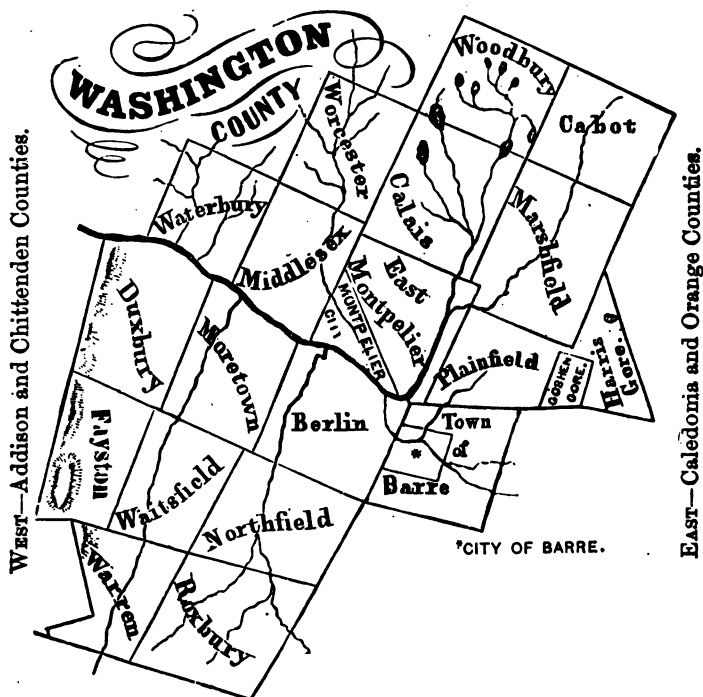 WASHINGTON
COUNTY
WEST—Addison and Chittenden Counties.
EAST—Caledonia and Orange Counties.
Woodbury
Cabot
Worcester
Calais
Marshfield
Waterbury
Middlesex
East
Montpelier
MONTPELIER
Duxbury
Moretown
Plainfield
GOSHEN
GORE.
Harris
Gore.
Berlin
Town
of
*
Barre
Fayston
Waitsfield
Northfield
*CITY OF BARRE.
Warren
Roxbury